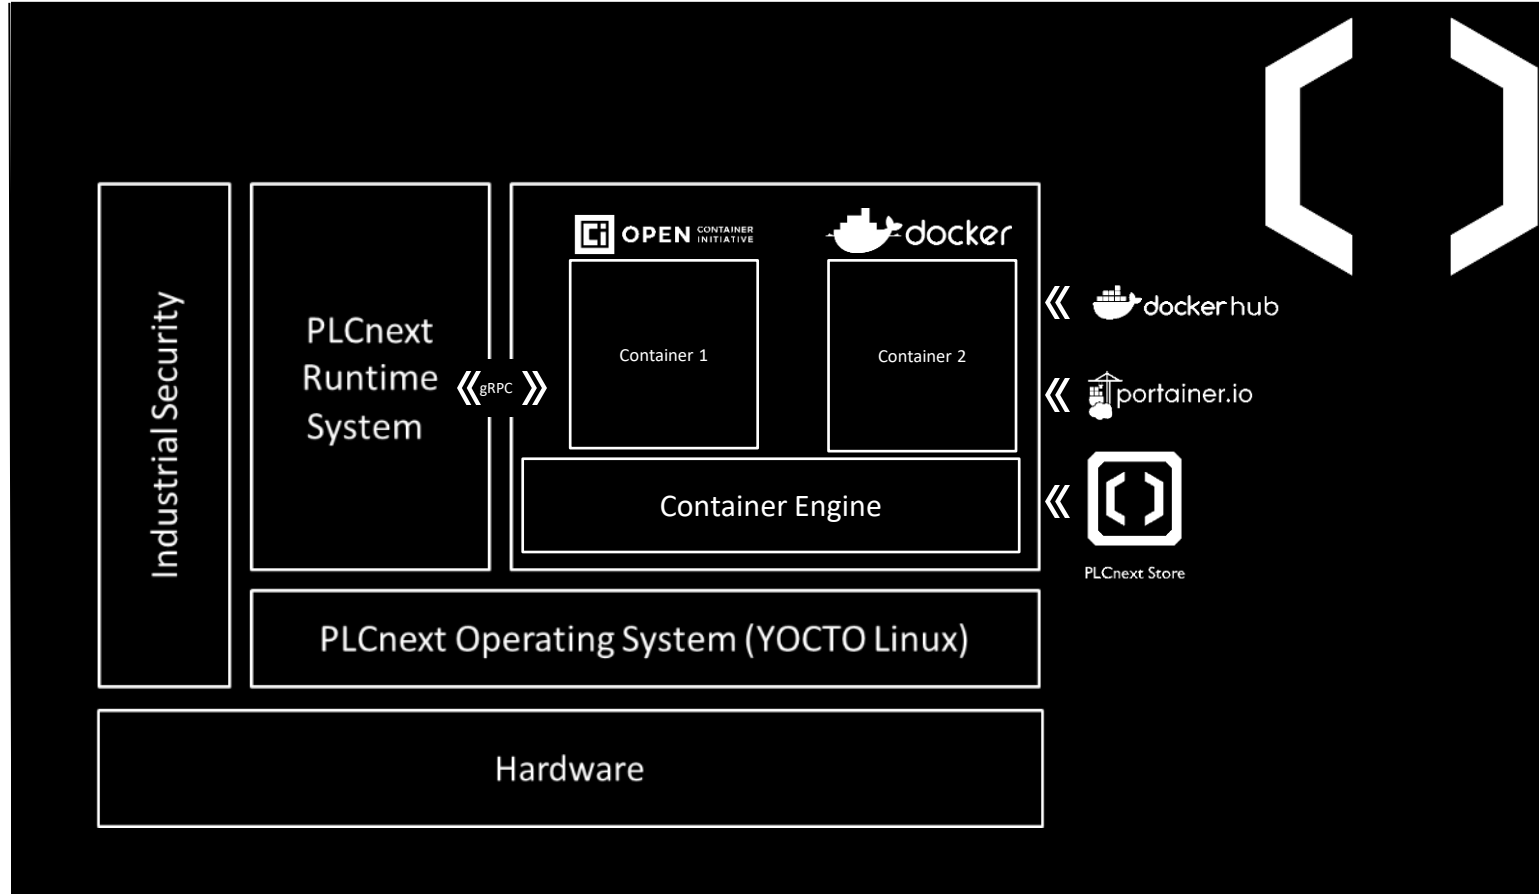 Industrial Security
PLCnext
Runtime
System
gRPC
OPEN CONTAINER
INITIATIVE
docker
Container 1
Container 2
Container Engine
dockerhub
portainer.io
PLCnext Store
PLCnext Operating System (YOCTO Linux)
Hardware